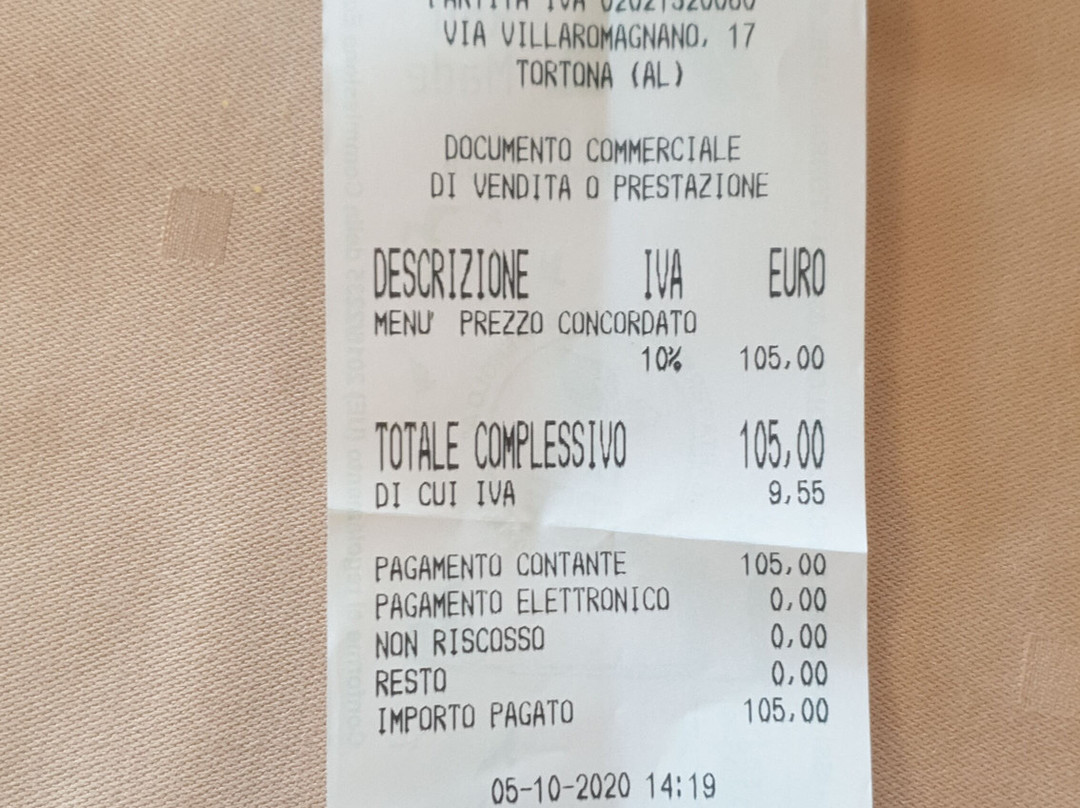 PARTITA IVA
VIA VILLAROMAGNANO, 17
TORTONA (AL)
DOCUMENTO COMMERCIALE
DI VENDITA O PRESTAZIONE
DESCRIZIONE IVA EURO
MENU' PREZZO CONCORDATO
10% 105,00
TOTALE COMPLESSIVO 105,00
DI CUI IVA 9,55
PAGAMENTO CONTANTE 105,00
PAGAMENTO ELETTRONICO 0,00
NON RISCOSSO 0,00
RESTO 0,00
IMPORTO PAGATO 105,00
05-10-2020 14:19